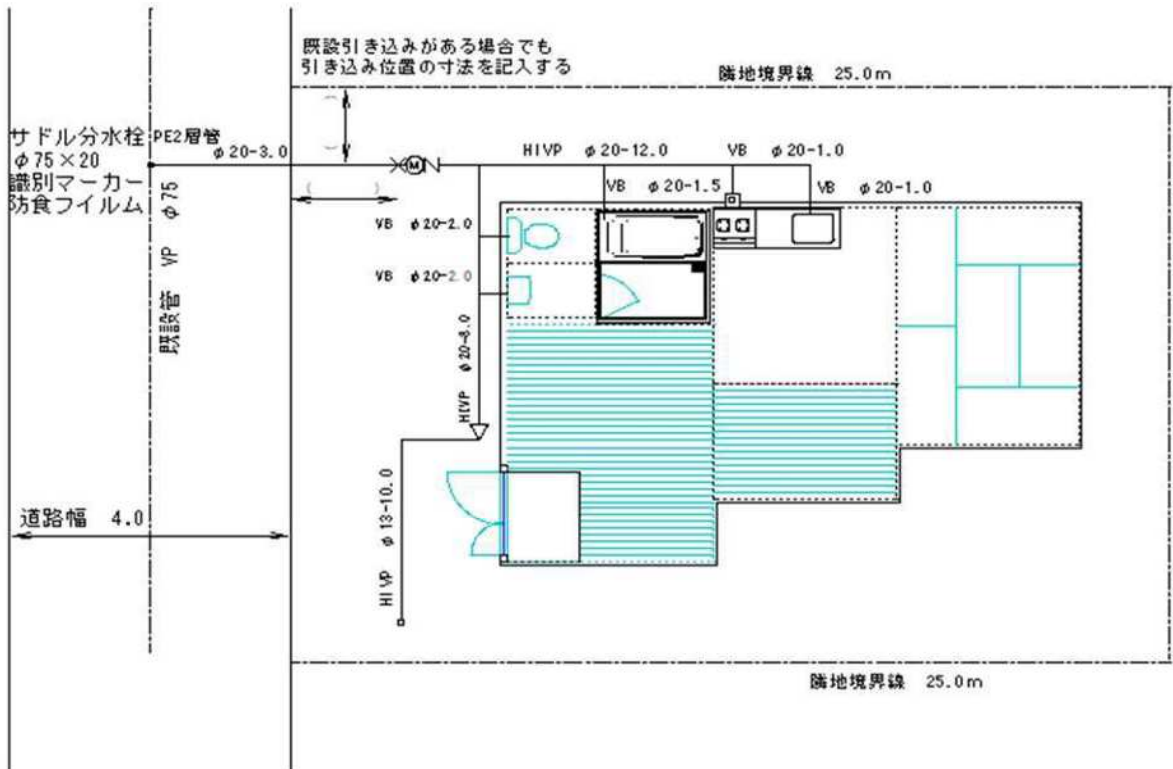 既設引き込みがある場合でも
引き込み位置の寸法を記入する
隣地境界線 25.0m
サドル分水栓
φ75×20
識別マーカー
防食フイルム
PE2層管
φ20-3.0
既設管 VP φ75
( )
( )
M
HIVP φ20-12.0
VB φ20-1.0
VB φ20-1.5
VB φ20-1.0
VB φ20-2.0
VB φ20-2.0
HIVP φ20-8.0
HIVP φ13-10.0
道路幅 4.0
隣地境界線 25.0m